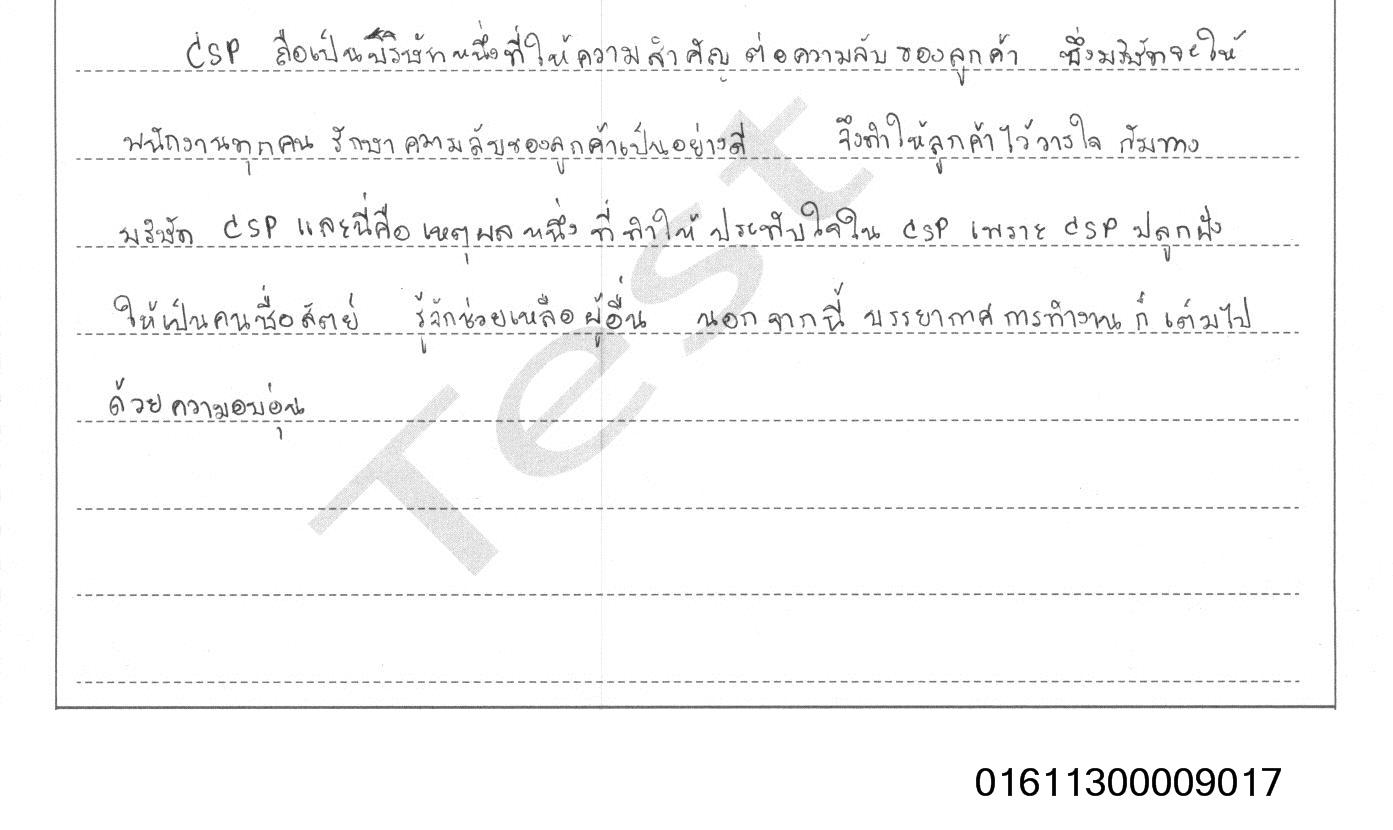 CSP ถือเป็นบริษัทหนึ่งที่ให้ความสำคัญต่อความลับของลูกค้า ซึ่งบริษัทจะให้
พนักงานทุกคน รักษาความลับของลูกค้าเป็นอย่างดี จึงทำให้ลูกค้าไว้วางใจ กับทาง
บริษัท CSP และนี่คือ เหตุผลหนึ่งที่ทำให้ประทับใจใน CSP เพราะ CSP ปลูกฝัง
ให้เป็นคนซื่อสัตย์ รู้จักช่วยเหลือผู้อื่น นอกจากนี้ บรรยากาศการทำงานก็เต็มไป
ด้วยความอบอุ่น
Test
01611300009017